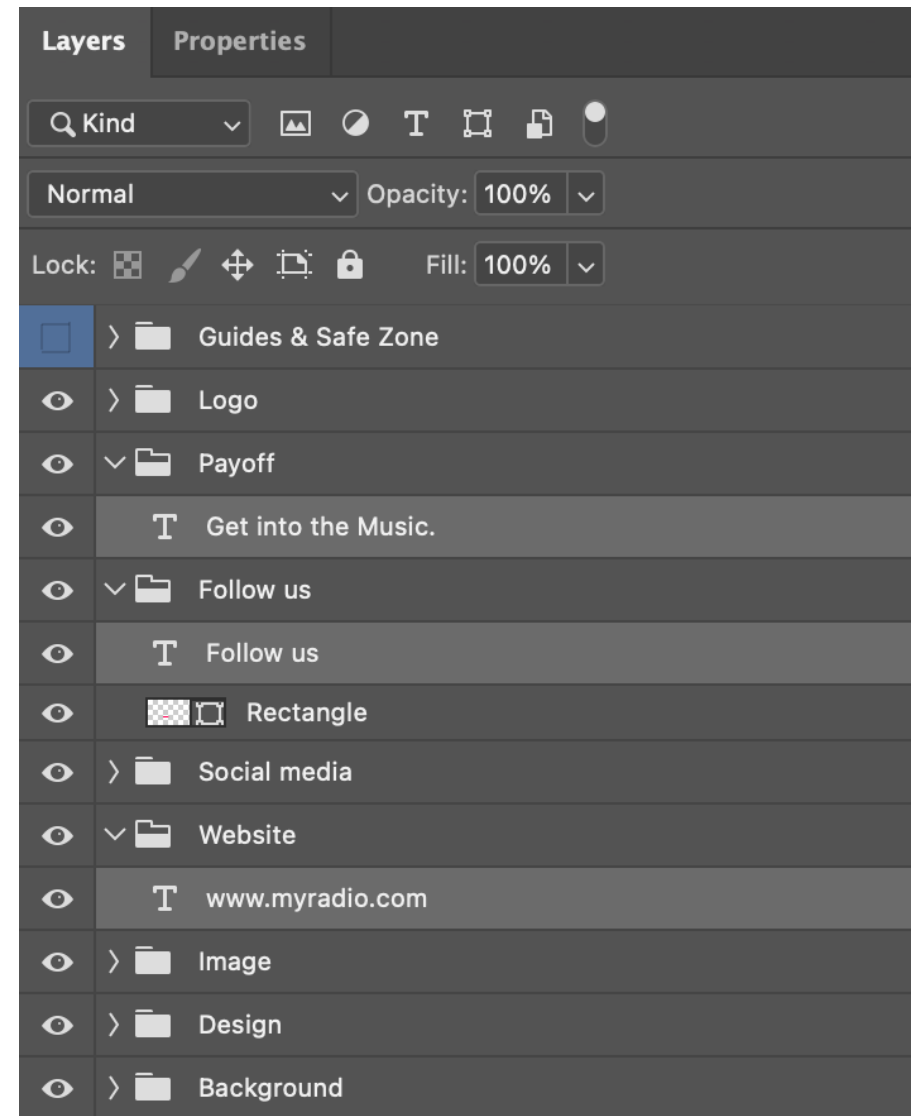 Layers Properties
Kind
Normal Opacity: 100%
Lock: Fill: 100%
Guides & Safe Zone
Logo
Payoff
T Get into the Music.
Follow us
T Follow us
Rectangle
Social media
Website
T www.myradio.com
Image
Design
Background